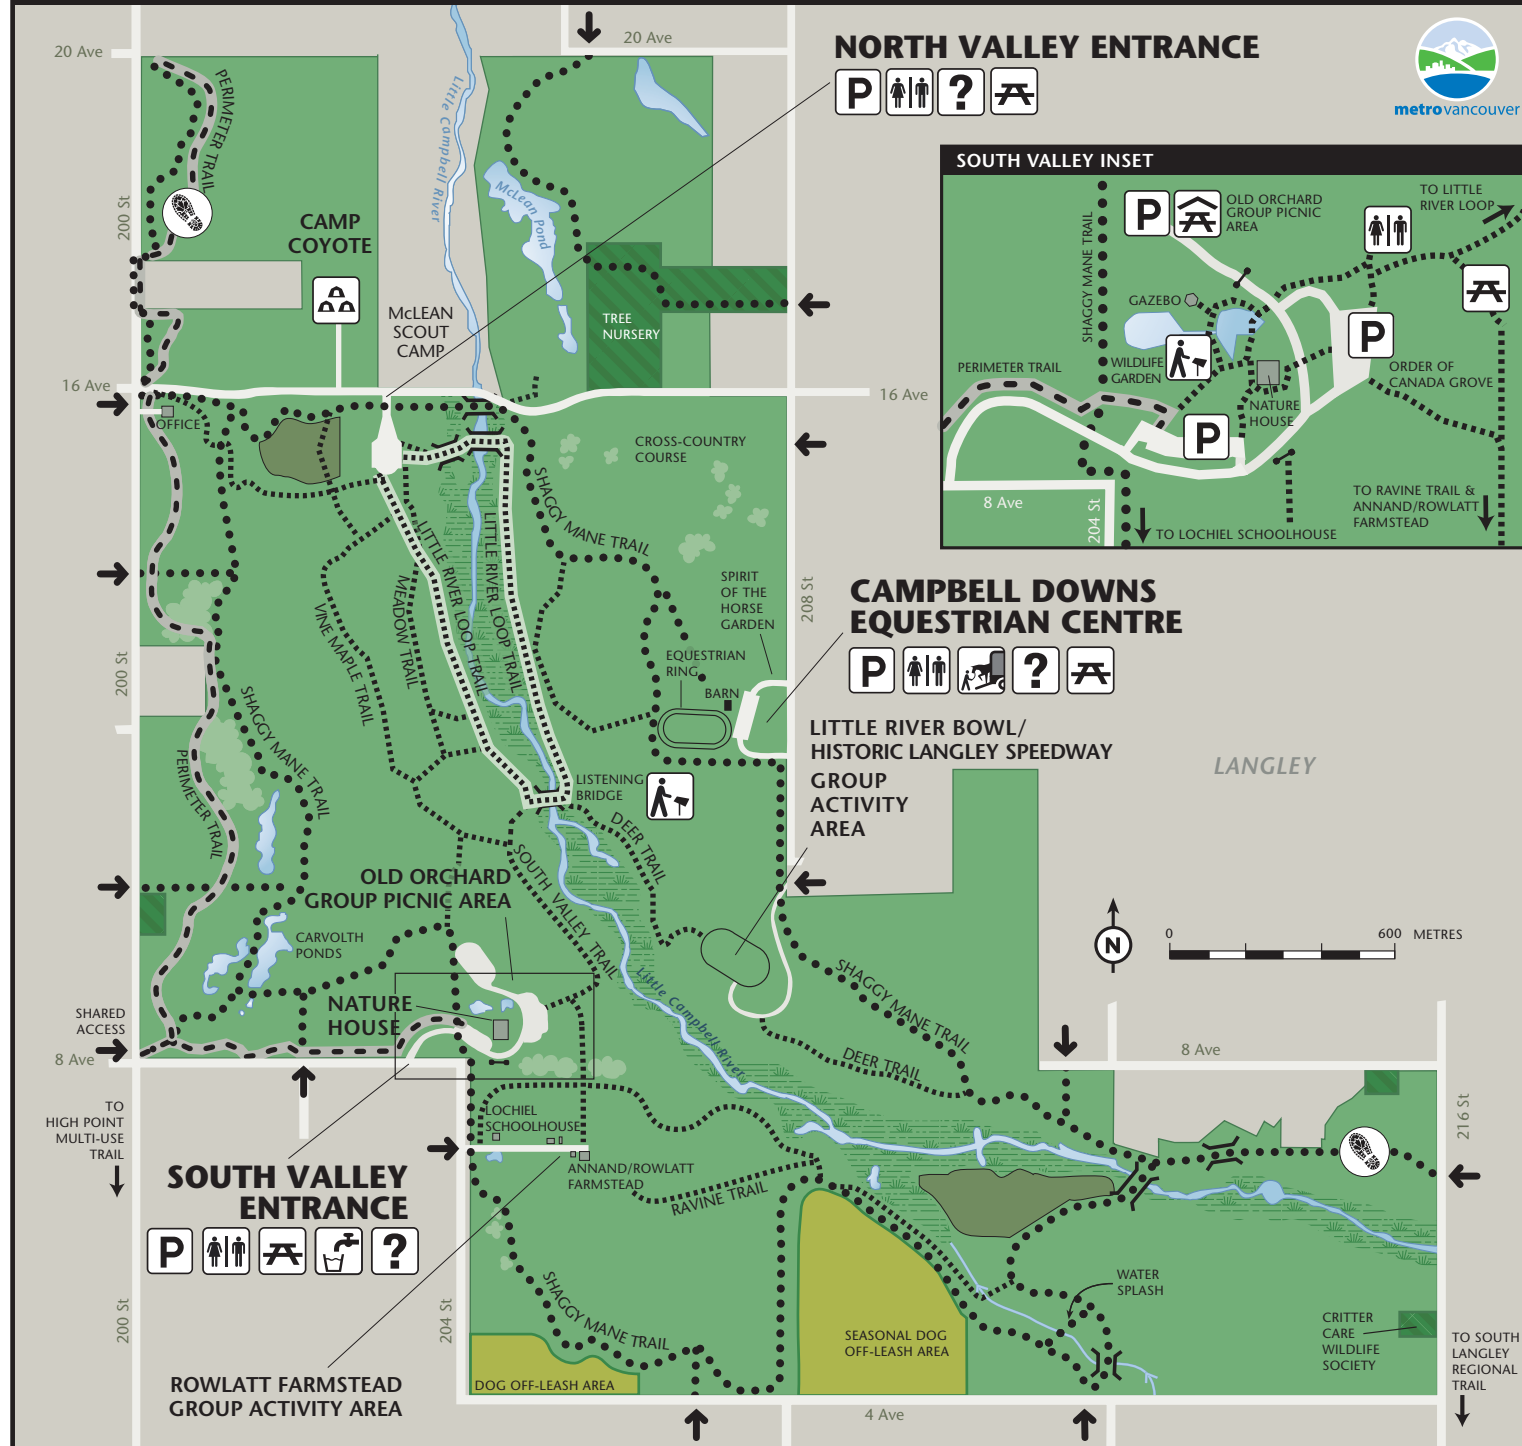 20 Ave
20 Ave
NORTH VALLEY ENTRANCE
P
?
metrovancouver
PERIMETER TRAIL
Little Campbell River
McLean Pond
200 St
CAMP
COYOTE
McLEAN
SCOUT
CAMP
TREE
NURSERY
16 Ave
16 Ave
SOUTH VALLEY INSET
TO LITTLE
RIVER LOOP
P
OLD ORCHARD
GROUP PICNIC
AREA
SHAGGY MANE TRAIL
GAZEBO
P
WILDLIFE
GARDEN
PERIMETER TRAIL
ORDER OF
CANADA GROVE
NATURE
HOUSE
P
8 Ave
204 St
TO RAVINE TRAIL &
ANNAND/ROWLATT
FARMSTEAD
TO LOCHIEL SCHOOLHOUSE
OFFICE
CROSS-COUNTRY
COURSE
SHAGGY MANE TRAIL
LITTLE RIVER LOOP TRAIL
LITTLE RIVER LOOP TRAIL
MEADOW TRAIL
VINE MAPLE TRAIL
SPIRIT
OF THE
HORSE
GARDEN
208 St
CAMPBELL DOWNS
EQUESTRIAN CENTRE
P
?
EQUESTRIAN
RING
BARN
200 St
SHAGGY MANE TRAIL
PERIMETER TRAIL
LITTLE RIVER BOWL/
HISTORIC LANGLEY SPEEDWAY
GROUP
ACTIVITY
AREA
LANGLEY
LISTENING
BRIDGE
DEER TRAIL
SOUTH VALLEY TRAIL
OLD ORCHARD
GROUP PICNIC AREA
CARVOLTH
PONDS
N
0
600 METRES
NATURE
HOUSE
Little Campbell River
SHAGGY MANE TRAIL
DEER TRAIL
SHARED
ACCESS
8 Ave
8 Ave
TO
HIGH POINT
MULTI-USE
TRAIL
LOCHIEL
SCHOOLHOUSE
216 St
SOUTH VALLEY
ENTRANCE
P
?
ANNAND/ROWLATT
FARMSTEAD
RAVINE TRAIL
WATER
SPLASH
200 St
204 St
SHAGGY MANE TRAIL
SEASONAL DOG
OFF-LEASH AREA
CRITTER
CARE
WILDLIFE
SOCIETY
TO SOUTH
LANGLEY
REGIONAL
TRAIL
DOG OFF-LEASH AREA
ROWLATT FARMSTEAD
GROUP ACTIVITY AREA
4 Ave